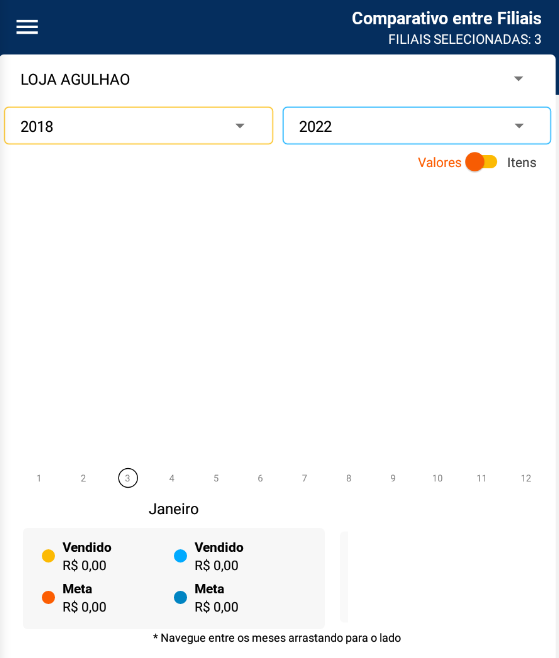 Comparativo entre Filiais
FILIAIS SELECIONADAS: 3
LOJA AGULHAO
2018 2022
Valores Itens
1 2 3 4 5 6 7 8 9 10 11 12
Janeiro
Vendido Vendido
R$ 0,00 R$ 0,00
Meta Meta
R$ 0,00 R$ 0,00
* Navegue entre os meses arrastando para o lado